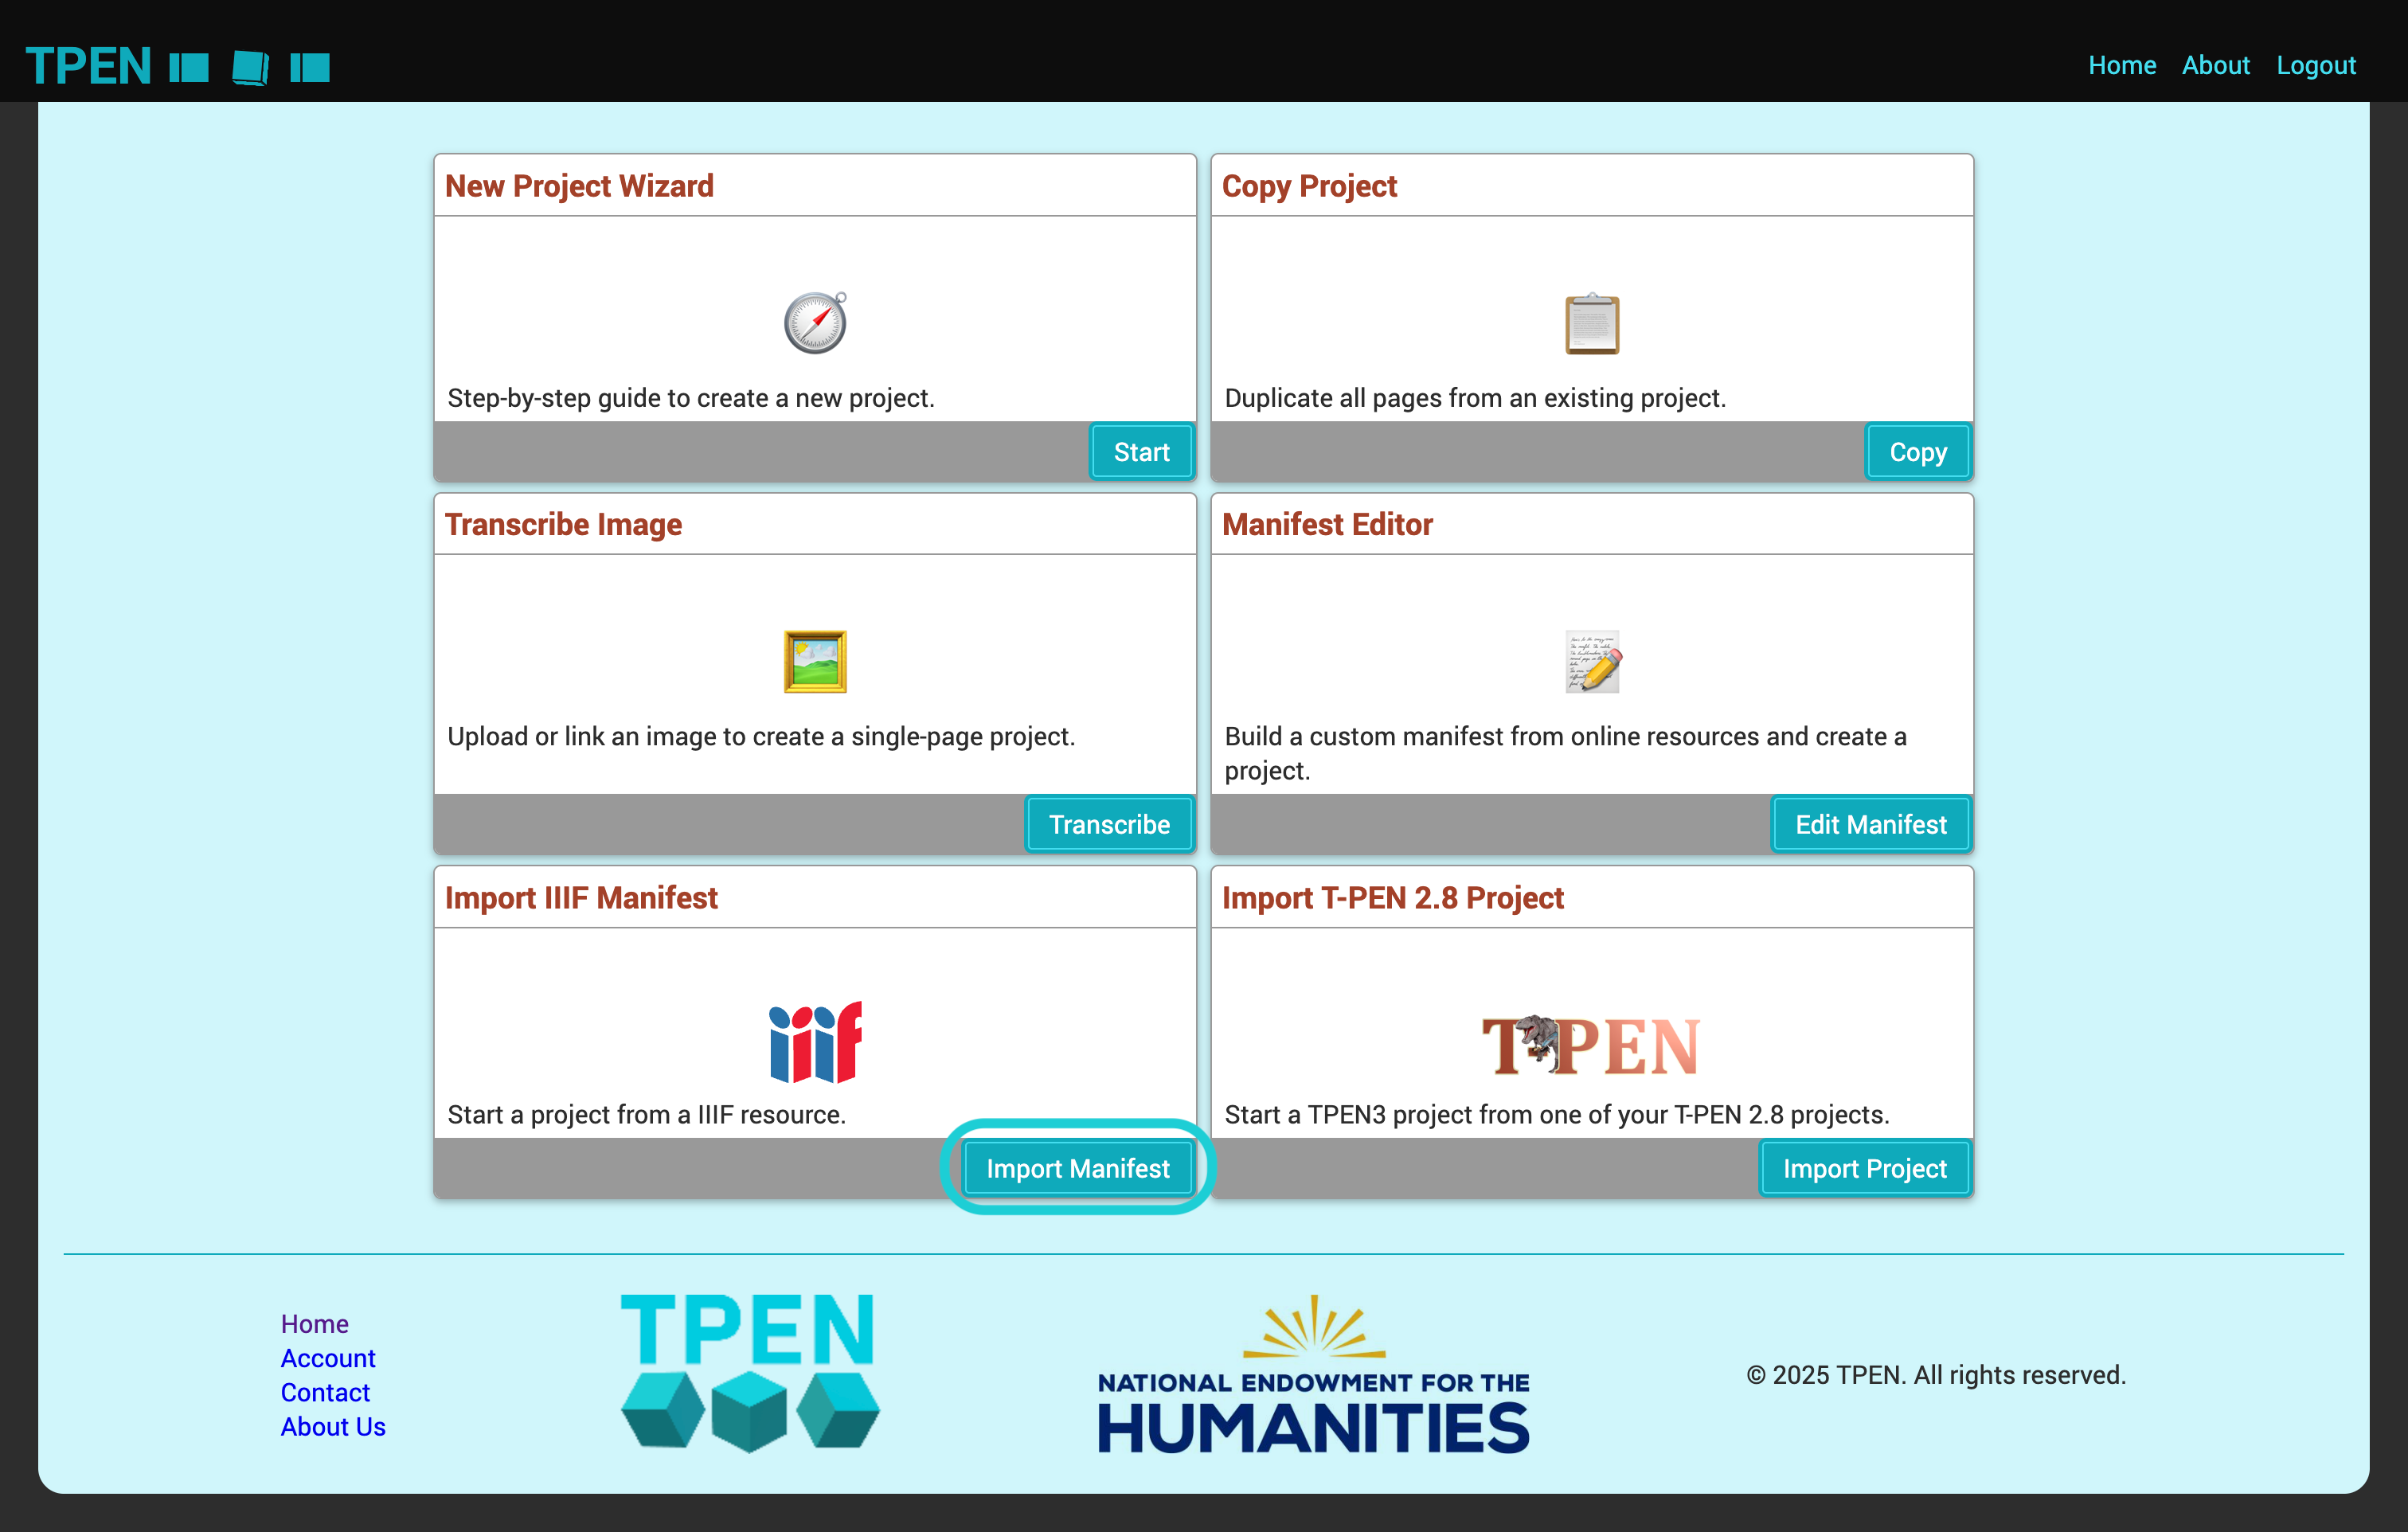 TPEN
Home About Logout
New Project Wizard
Step-by-step guide to create a new project.
Start
Copy Project
Duplicate all pages from an existing project.
Copy
Transcribe Image
Upload or link an image to create a single-page project.
Transcribe
Manifest Editor
Build a custom manifest from online resources and create a
project.
Edit Manifest
Import IIIF Manifest
iiif
Start a project from a IIIF resource.
Import Manifest
Import T-PEN 2.8 Project
T-PEN
Start a TPEN3 project from one of your T-PEN 2.8 projects.
Import Project
Home
Account
Contact
About Us
TPEN
NATIONAL ENDOWMENT FOR THE
HUMANITIES
© 2025 TPEN. All rights reserved.